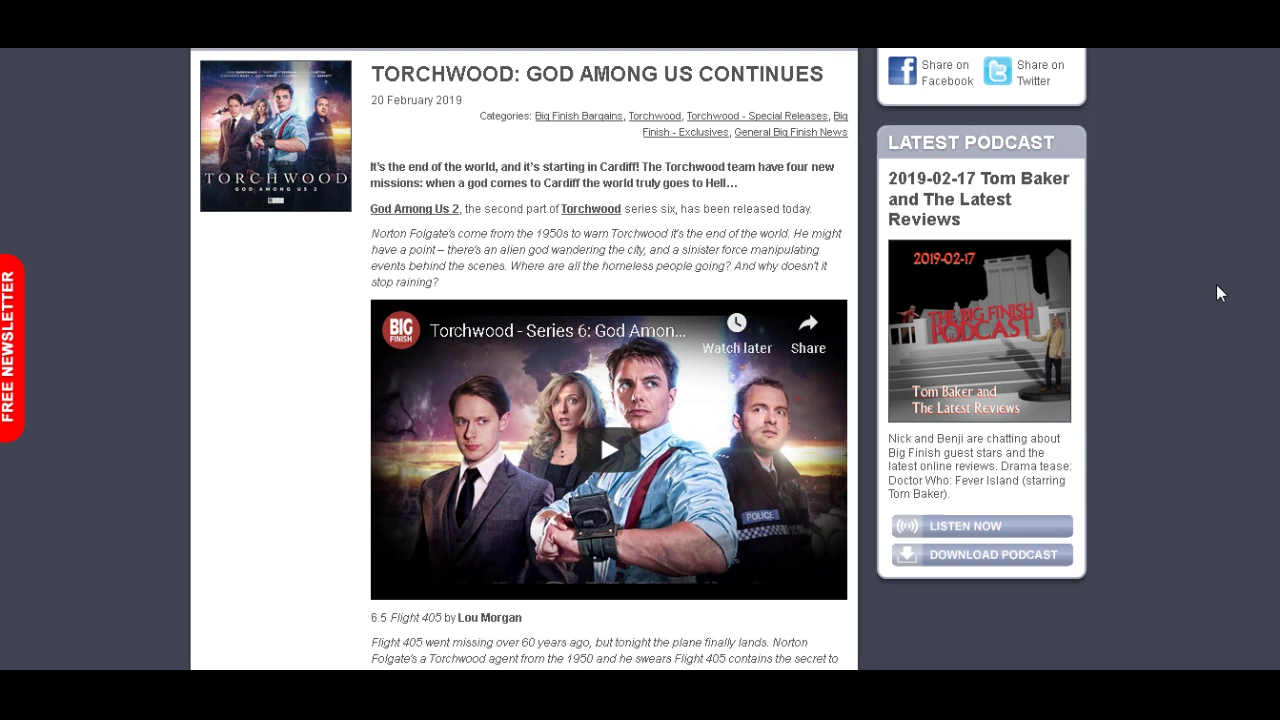 TORCHWOOD: GOD AMONG US CONTINUES
20 February 2019
Categories: Big Finish Bargains, Torchwood, Torchwood - Special Releases, Big
Finish - Exclusives, General Big Finish News
It's the end of the world, and it's starting in Cardiff! The Torchwood team have four new
missions: when a god comes to Cardiff the world truly goes to Hell...
God Among Us 2, the second part of Torchwood series six, has been released today.
Norton Folgate's come from the 1950s to warn Torchwood it's the end of the world. He might
have a point – there's an alien god wandering the city, and a sinister force manipulating
events behind the scenes. Where are all the homeless people going? And why doesn't it
stop raining?
BIG
FINISH
Torchwood - Series 6: God Amon...
Watch later
Share
POLICE
6.5 Flight 405 by Lou Morgan
Flight 405 went missing over 60 years ago, but tonight the plane finally lands. Norton
Folgate's a Torchwood agent from the 1950 and he swears Flight 405 contains the secret to
TORCHWOOD
GOD AMONG US 2
FREE NEWSLETTER
Share on
Facebook
Share on
Twitter
LATEST PODCAST
2019-02-17 Tom Baker
and The Latest
Reviews
2019-02-17
THE BIG FINISH
PODCAST
Tom Baker and
The Latest Reviews
Nick and Benji are chatting about
Big Finish guest stars and the
latest online reviews. Drama tease:
Doctor Who: Fever Island (starring
Tom Baker).
LISTEN NOW
DOWNLOAD PODCAST